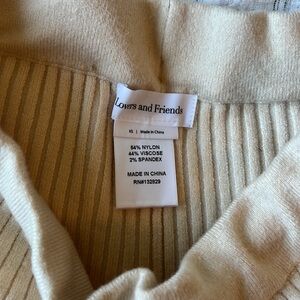 Lovers and Friends
XS | Made in China
54% NYLON
44% VISCOSE
2% SPANDEX
MADE IN CHINA
RN#132829